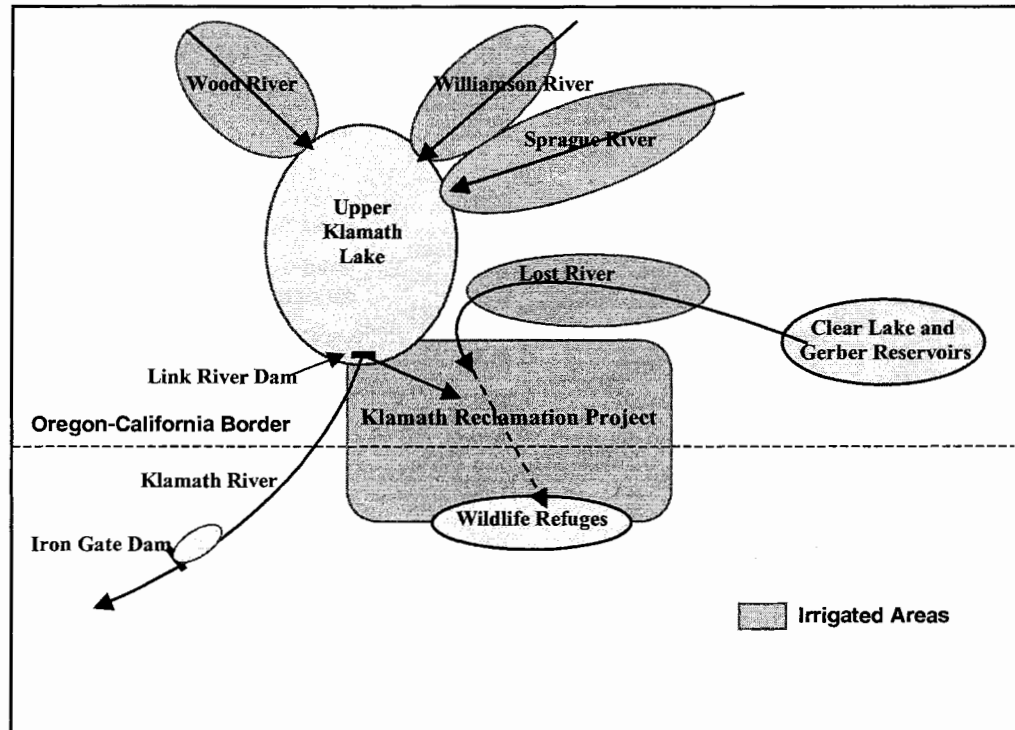 Wood River
Williamson River
Sprague River
Upper
Klamath
Lake
Lost River
Clear Lake and
Gerber Reservoirs
Link River Dam
Klamath Reclamation Project
Oregon-California Border
Klamath River
Wildlife Refuges
Iron Gate Dam
Irrigated Areas